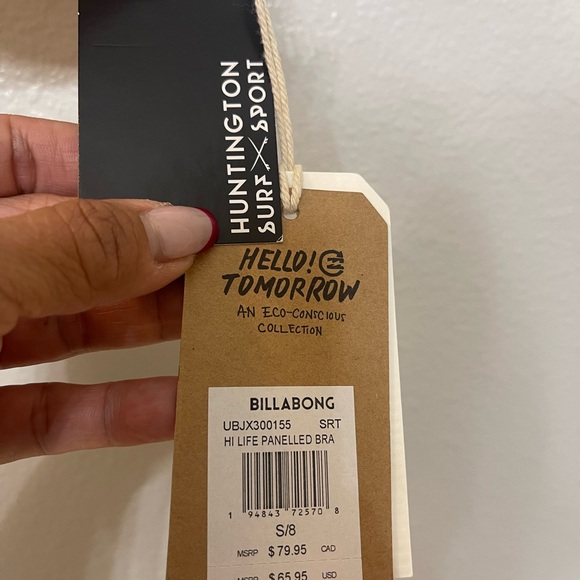 HUNTINGTON
SURF SPORT
HELLO!
TOMORROW
AN ECO-CONSCIOUS
COLLECTION
BILLABONG
UBJX300155 SRT
HI LIFE PANELLED BRA
1 94843 72570 8
S/8
MSRP $79.95 CAD
MSRP $65.95 USD